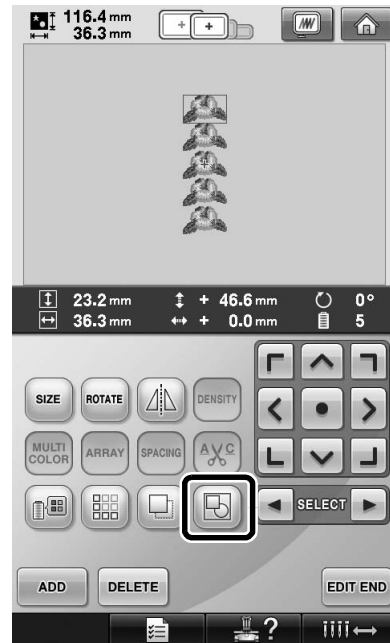 116.4 mm
36.3 mm
23.2 mm + 46.6 mm 0°
36.3 mm + 0.0 mm 5
SIZE ROTATE DENSITY
MULTI COLOR ARRAY SPACING A C
SELECT
ADD DELETE EDIT END
?